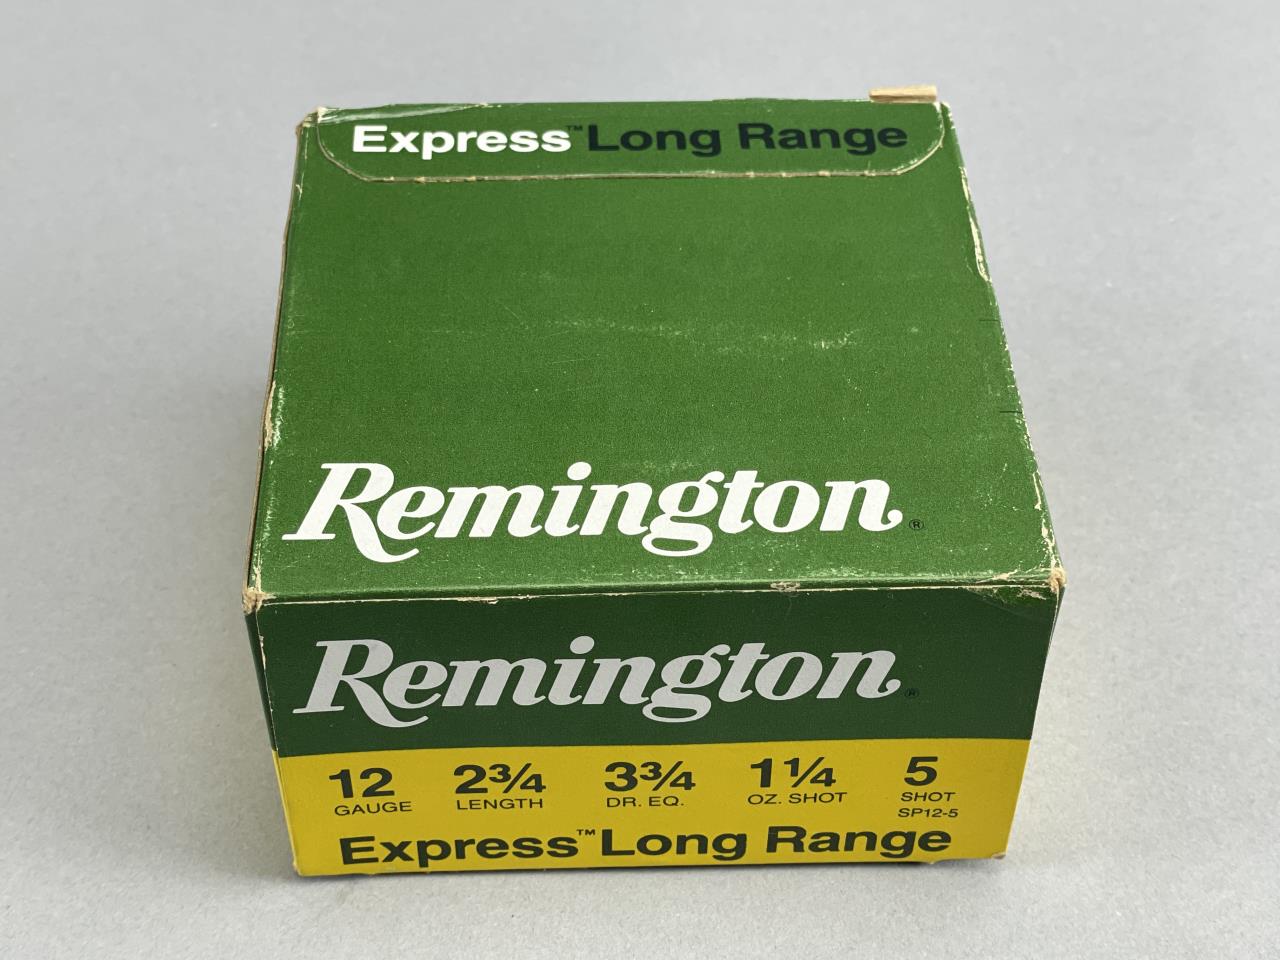 Express™ Long Range
Remington®
Remington®
12 2¾ 3¾ 1¼ 5
GAUGE LENGTH DR. EQ. OZ. SHOT SHOT
SP12-5
Express™ Long Range